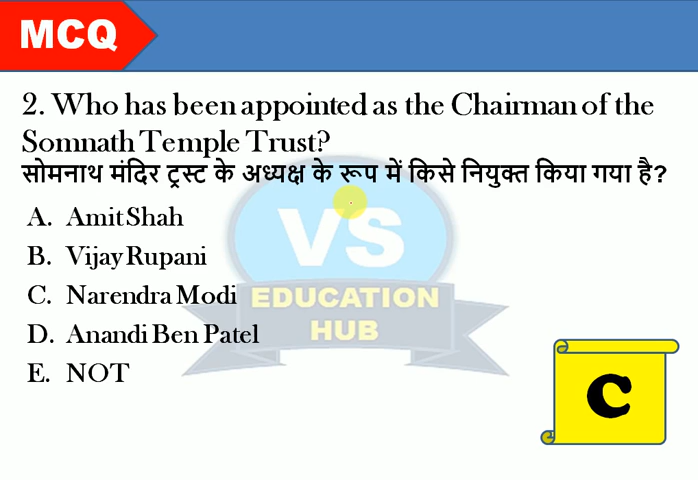 MCQ
2. Who has been appointed as the Chairman of the
Somnath Temple Trust?
सोमनाथ मंदिर ट्रस्ट के अध्यक्ष के रूप में किसे नियुक्त किया गया है?
A. Amit Shah
B. Vijay Rupani
C. Narendra Modi
D. Anandi Ben Patel
E. NOT
VS
EDUCATION
HUB
C